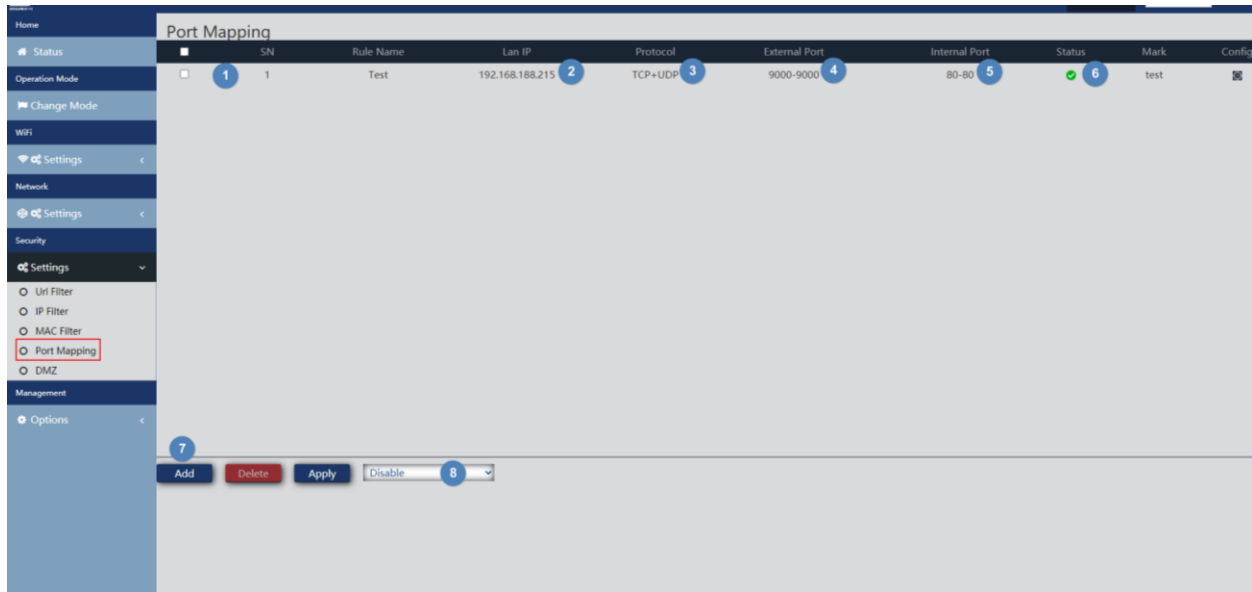 Home
Status
Operation Mode
Change Mode
WiFi
Settings
Network
Settings
Security
Settings
Url Filter
IP Filter
MAC Filter
Port Mapping
DMZ
Management
Options
Port Mapping
SN Rule Name Lan IP Protocol External Port Internal Port Status Mark Config
1 1 Test 192.168.188.215 2 TCP+UDP 3 9000-9000 4 80-80 5 6 test
7
Add Delete Apply Disable 8